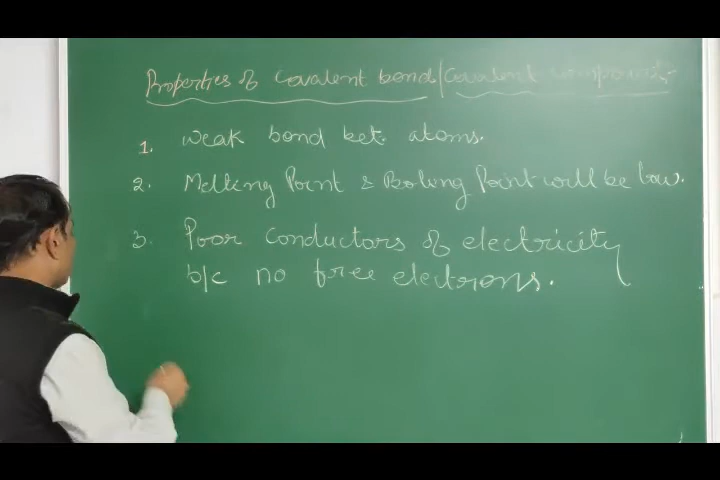 Properties of Covalent bond/Covalent compounds
1. Weak bond bet. atoms.
2. Melting Point & Boiling Point will be low.
3. Poor conductors of electricity
b/c no free electrons.